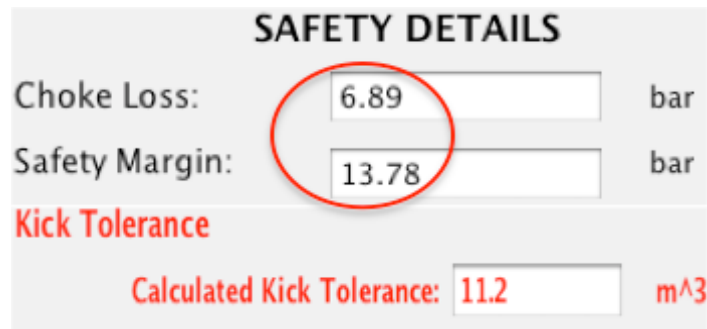 SAFETY DETAILS
Choke Loss: 6.89 bar
Safety Margin: 13.78 bar
Kick Tolerance
Calculated Kick Tolerance: 11.2 m^3